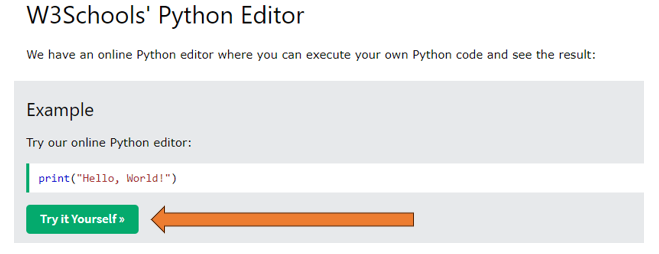 W3Schools' Python Editor
We have an online Python editor where you can execute your own Python code and see the result:
Example
Try our online Python editor:
print("Hello, World!")
Try it Yourself »